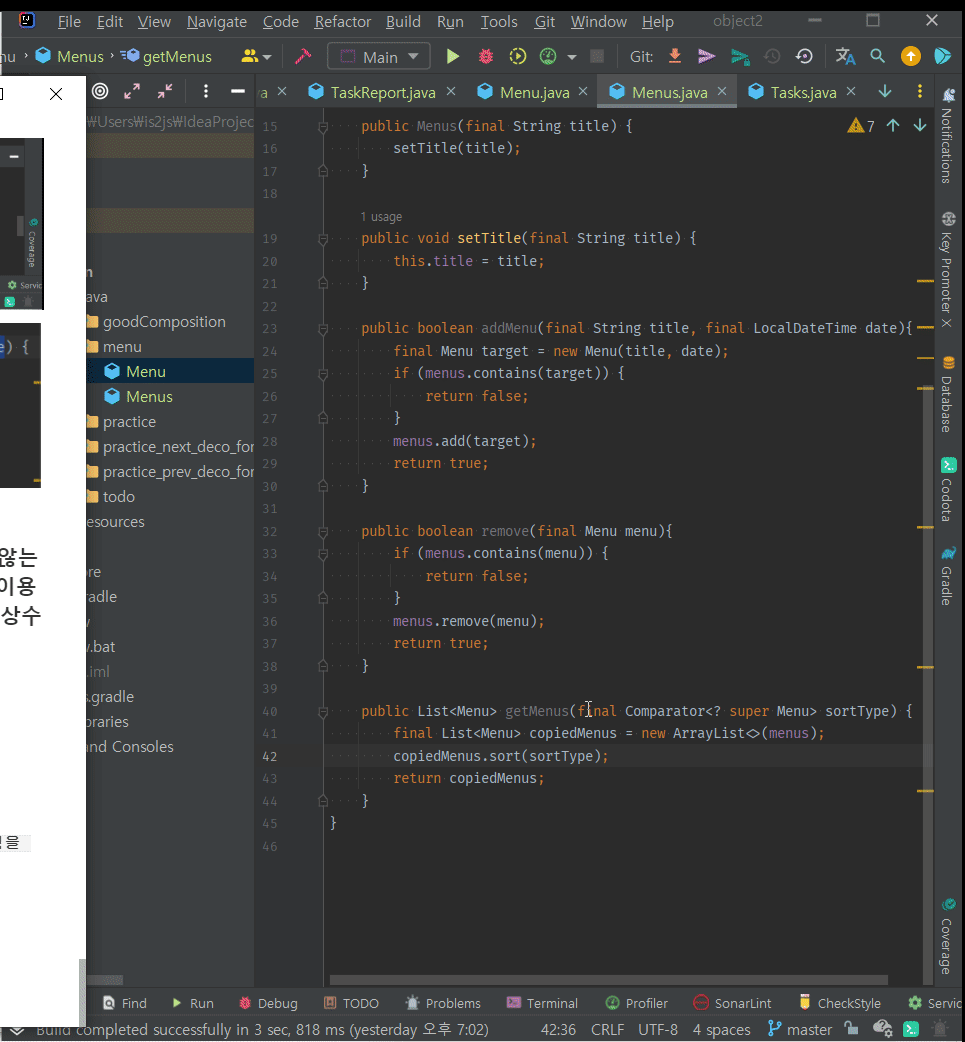 File Edit View Navigate Code Refactor Build Run Tools Git Window Help object2
Menus getMenus Main Git:
TaskReport.java Menu.java Menus.java Tasks.java
₩Users₩is2js₩IdeaProjec
goodComposition
menu
Menu
Menus
practice
practice_next_deco_for
practice_prev_deco_for
todo
esources
radle
.bat
.iml
s.gradle
braries
nd Consoles
않는
이용
상수
을
Coverage
Servic
) {
7
15 public Menus(final String title) {
16 setTitle(title);
17 }
18
1 usage
19 public void setTitle(final String title) {
20 this.title = title;
21 }
22
23 public boolean addMenu(final String title, final LocalDateTime date){
24 final Menu target = new Menu(title, date);
25 if (menus.contains(target)) {
26 return false;
27 }
28 menus.add(target);
29 return true;
30 }
31
32 public boolean remove(final Menu menu){
33 if (menus.contains(menu)) {
34 return false;
35 }
36 menus.remove(menu);
37 return true;
38 }
39
40 public List<Menu> getMenus(final Comparator<? super Menu> sortType) {
41 final List<Menu> copiedMenus = new ArrayList<>(menus);
42 copiedMenus.sort(sortType);
43 return copiedMenus;
44 }
45 }
46
Notifications
Key Promoter X
Database
Codota
Gradle
Coverage
Find Run Debug TODO Problems Terminal Profiler SonarLint CheckStyle Servic
Build completed successfully in 3 sec, 818 ms (yesterday 오후 7:02) 42:36 CRLF UTF-8 4 spaces master